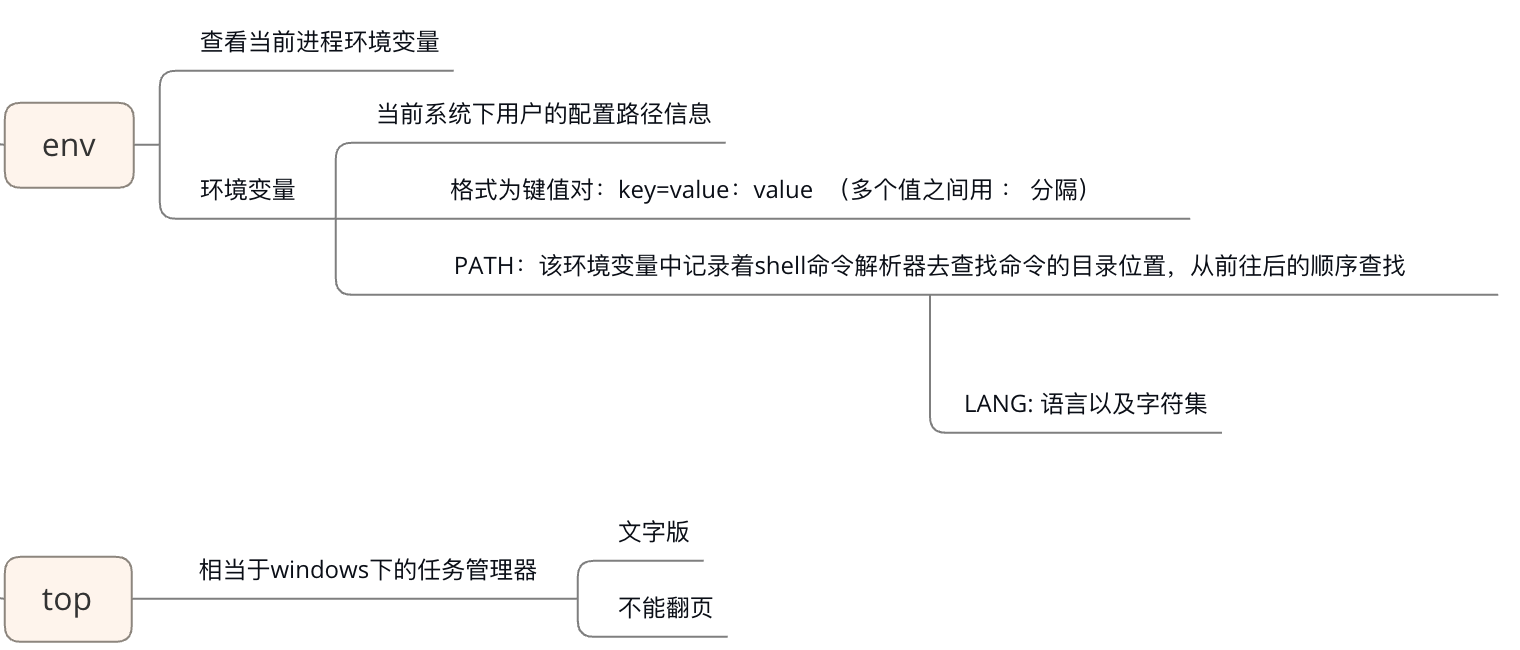 查看当前进程环境变量
当前系统下用户的配置路径信息
env
环境变量
格式为键值对：key=value：value （多个值之间用 ： 分隔）
PATH：该环境变量中记录着shell命令解析器去查找命令的目录位置，从前往后的顺序查找
LANG: 语言以及字符集
文字版
相当于windows下的任务管理器
top
不能翻页